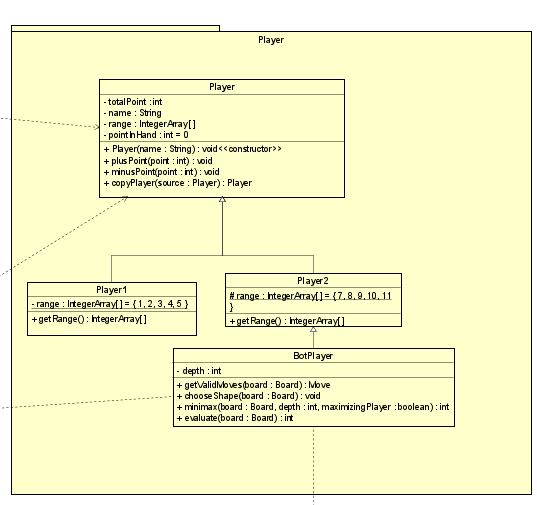 Player
Player
- totalPoint : int
- name : String
- range : IntegerArray[]
- pointInHand : int = 0
+ Player(name : String) : void<<constructor>>
+ plusPoint(point : int) : void
+ minusPoint(point : int) : void
+ copyPlayer(source : Player) : Player
Player1
- range : IntegerArray[] = { 1, 2, 3, 4, 5 }
+ getRange() : IntegerArray[]
Player2
# range : IntegerArray[] = { 7, 8, 9, 10, 11
}
+ getRange() : IntegerArray[]
BotPlayer
- depth : int
+ getValidMoves(board : Board) : Move
+ chooseShape(board : Board) : void
+ minimax(board : Board, depth : int, maximizingPlayer : boolean) : int
+ evaluate(board : Board) : int